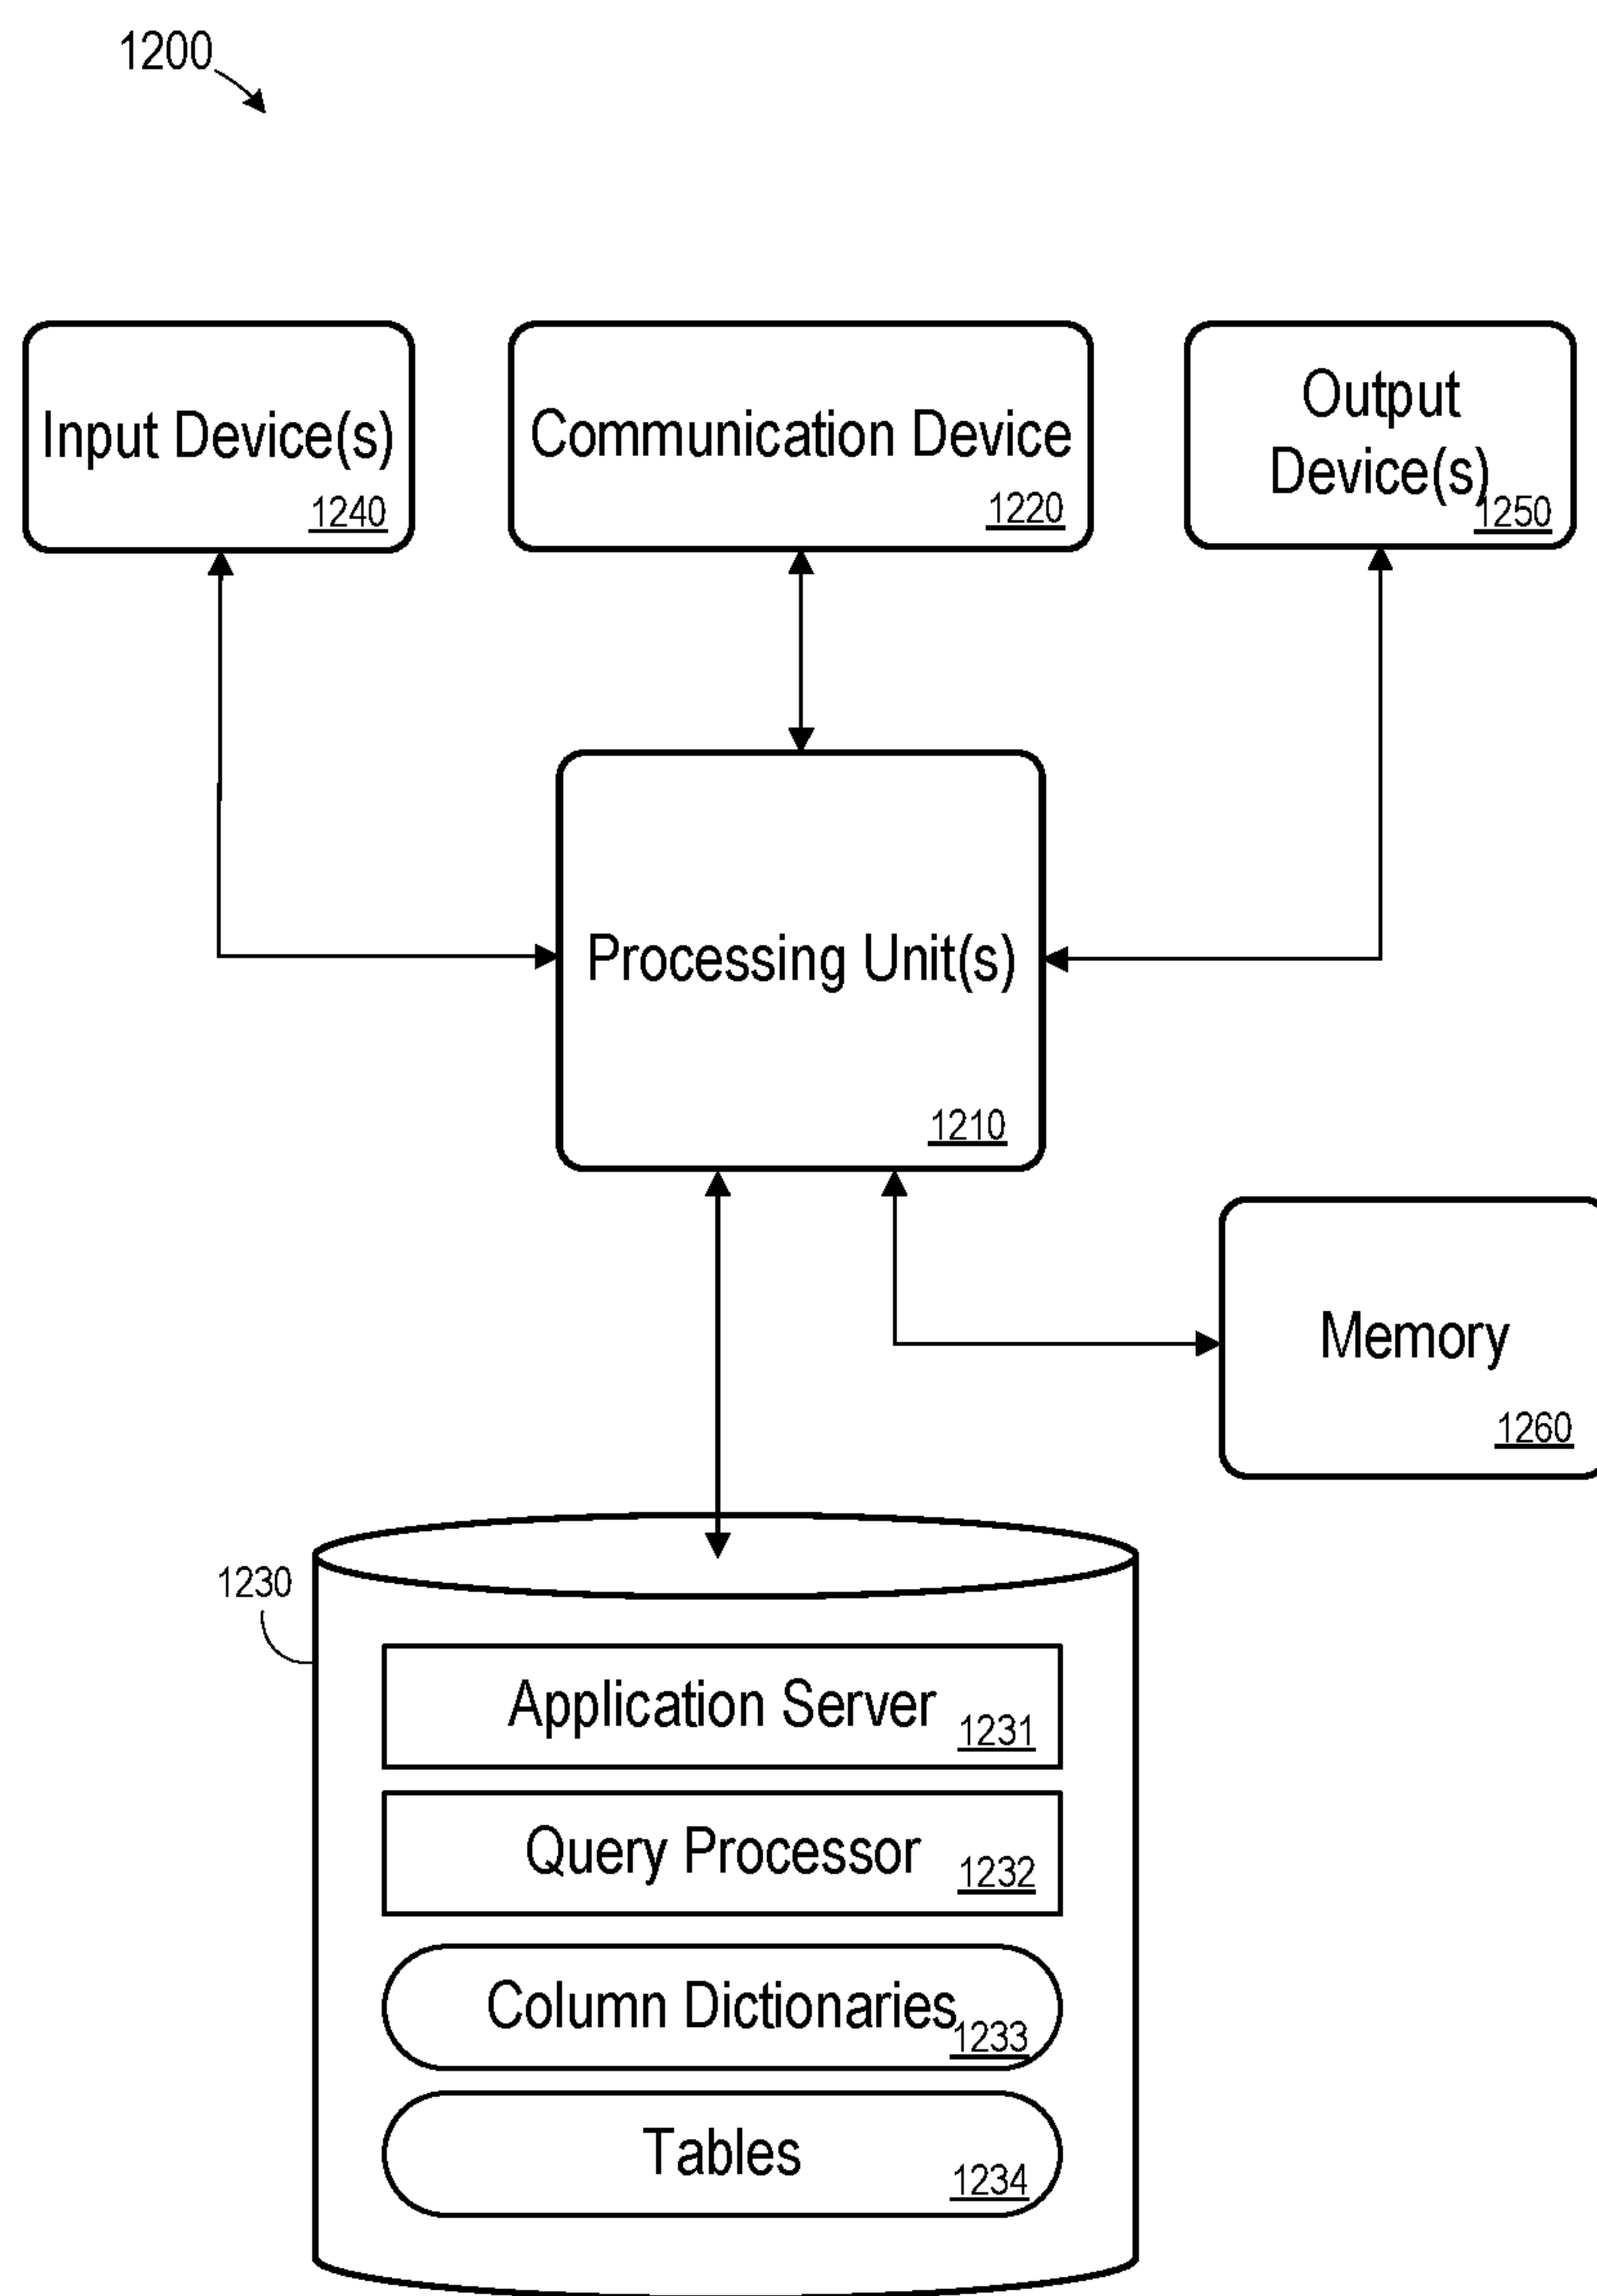 1200
Input Device(s)
1240
Communication Device
1220
Output
Device(s)
1250
Processing Unit(s)
1210
Memory
1260
1230
Application Server
1231
Query Processor
1232
Column Dictionaries
1233
Tables
1234